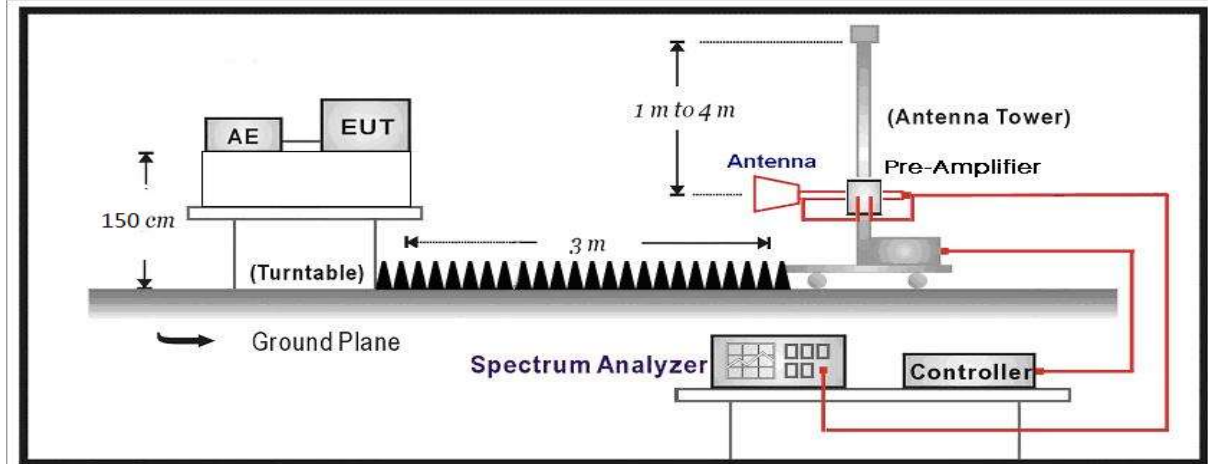 1 m to 4 m
(Antenna Tower)
AE
EUT
Antenna
Pre-Amplifier
150 cm
3 m
(Turntable)
Ground Plane
Spectrum Analyzer
Controller